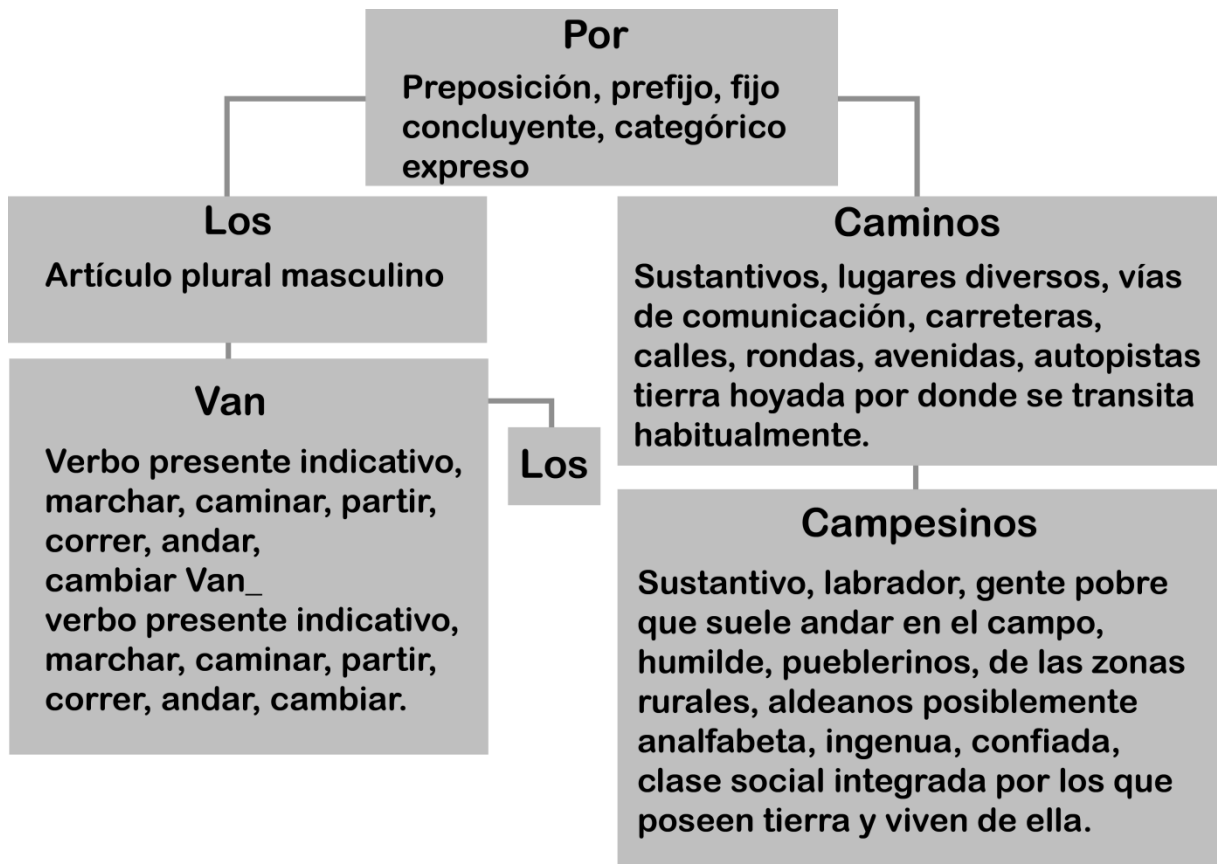 Por
Preposición, prefijo, fijo
concluyente, categórico
expreso
Los
Artículo plural masculino
Caminos
Sustantivos, lugares diversos, vías
de comunicación, carreteras,
calles, rondas, avenidas, autopistas
tierra hoyada por donde se transita
habitualmente.
Van
Verbo presente indicativo,
marchar, caminar, partir,
correr, andar,
cambiar Van_
verbo presente indicativo,
marchar, caminar, partir,
correr, andar, cambiar.
Los
Campesinos
Sustantivo, labrador, gente pobre
que suele andar en el campo,
humilde, pueblerinos, de las zonas
rurales, aldeanos posiblemente
analfabeta, ingenua, confiada,
clase social integrada por los que
poseen tierra y viven de ella.